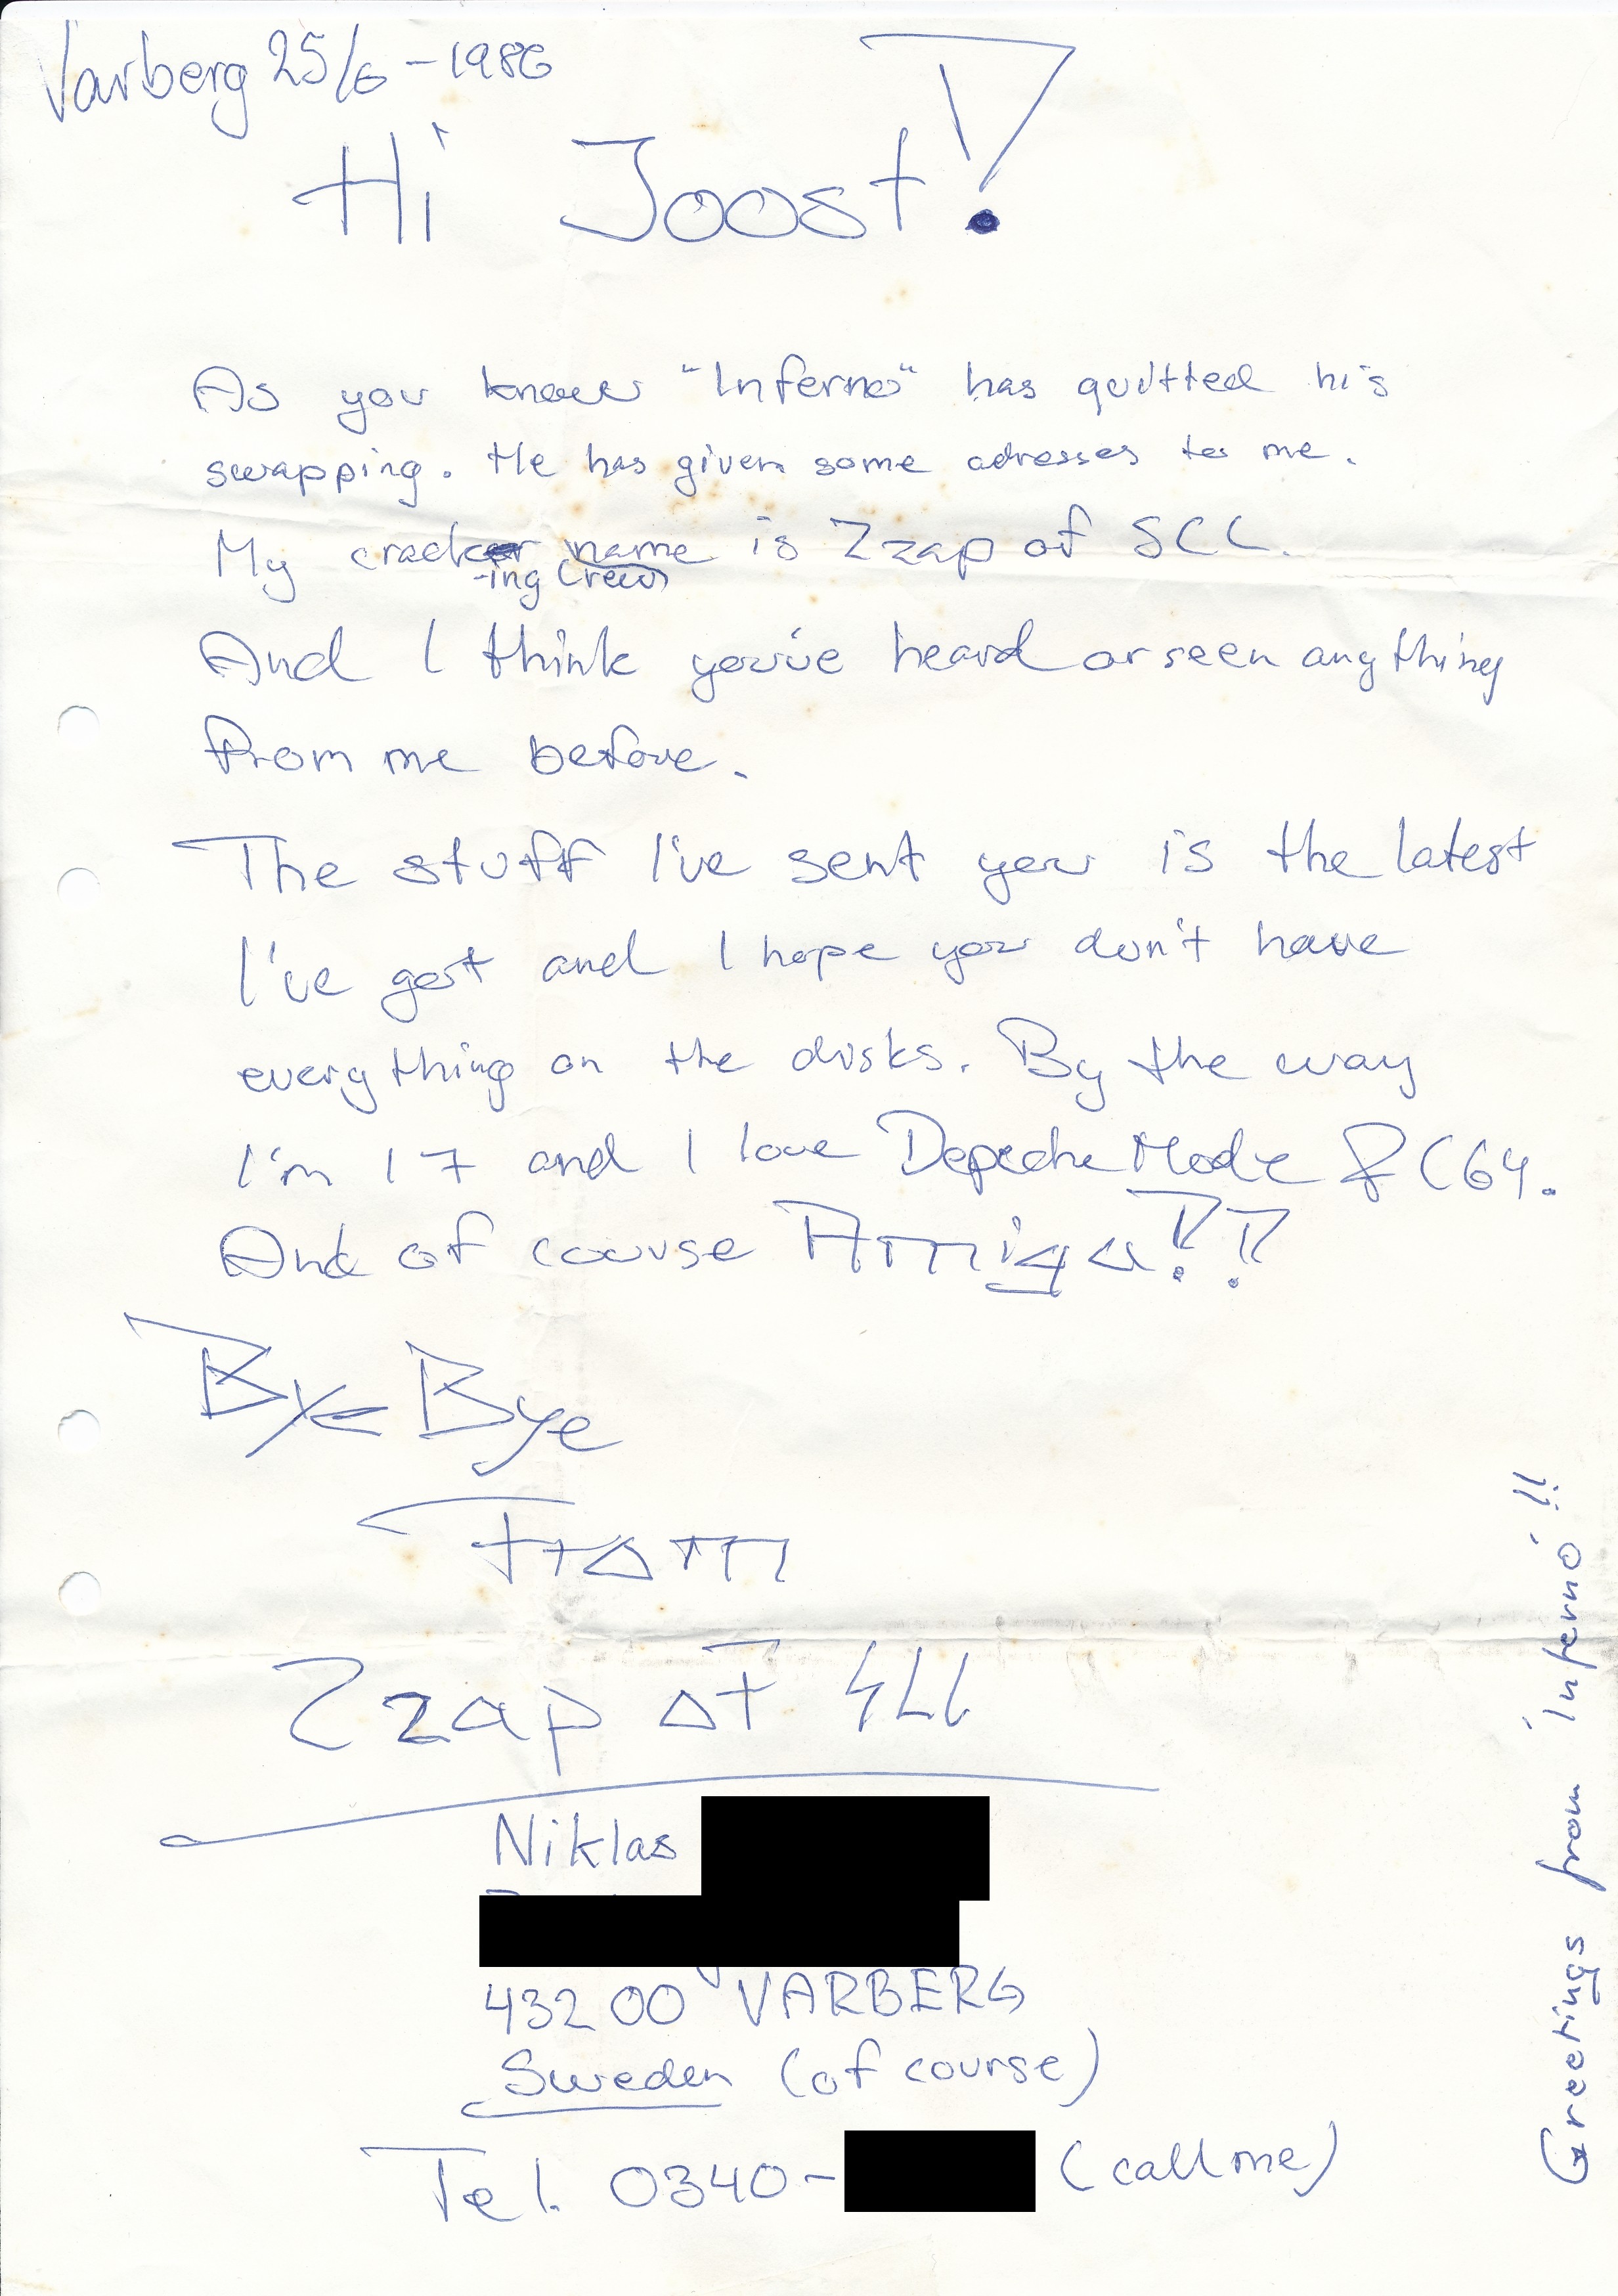 Varberg 25/6 - 1986
Hi Joost!
As you know "Inferno" has quitted his
swapping. He has given some adresses to me.
My cracker name is Zzap of SCC.
-ing Crew
And I think you've heard or seen anything
from me before.
The stuff I've sent you is the latest
I've got and I hope you don't have
everything on the disks. By the way
I'm 17 and I love Depeche Mode & C64.
And of course Amiga!!
Bye Bye
From
Zzap of SCC
Niklas
432 00 VARBERG
Sweden (of course)
Tel. 0340- (call me)
Greetings from 'inferno'!!